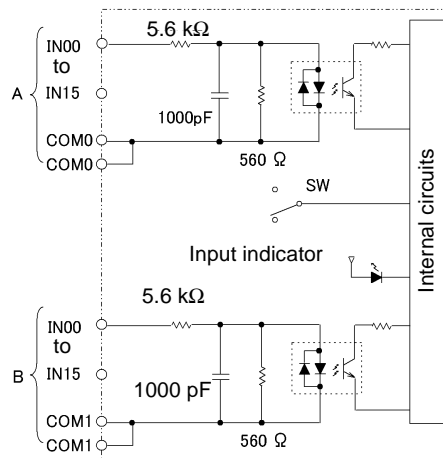 IN00
to
A
IN15
COM0
COM0
5.6 kΩ
1000pF
560 Ω
SW
Input indicator
Internal circuits
5.6 kΩ
IN00
to
B
IN15
COM1
COM1
1000 pF
560 Ω